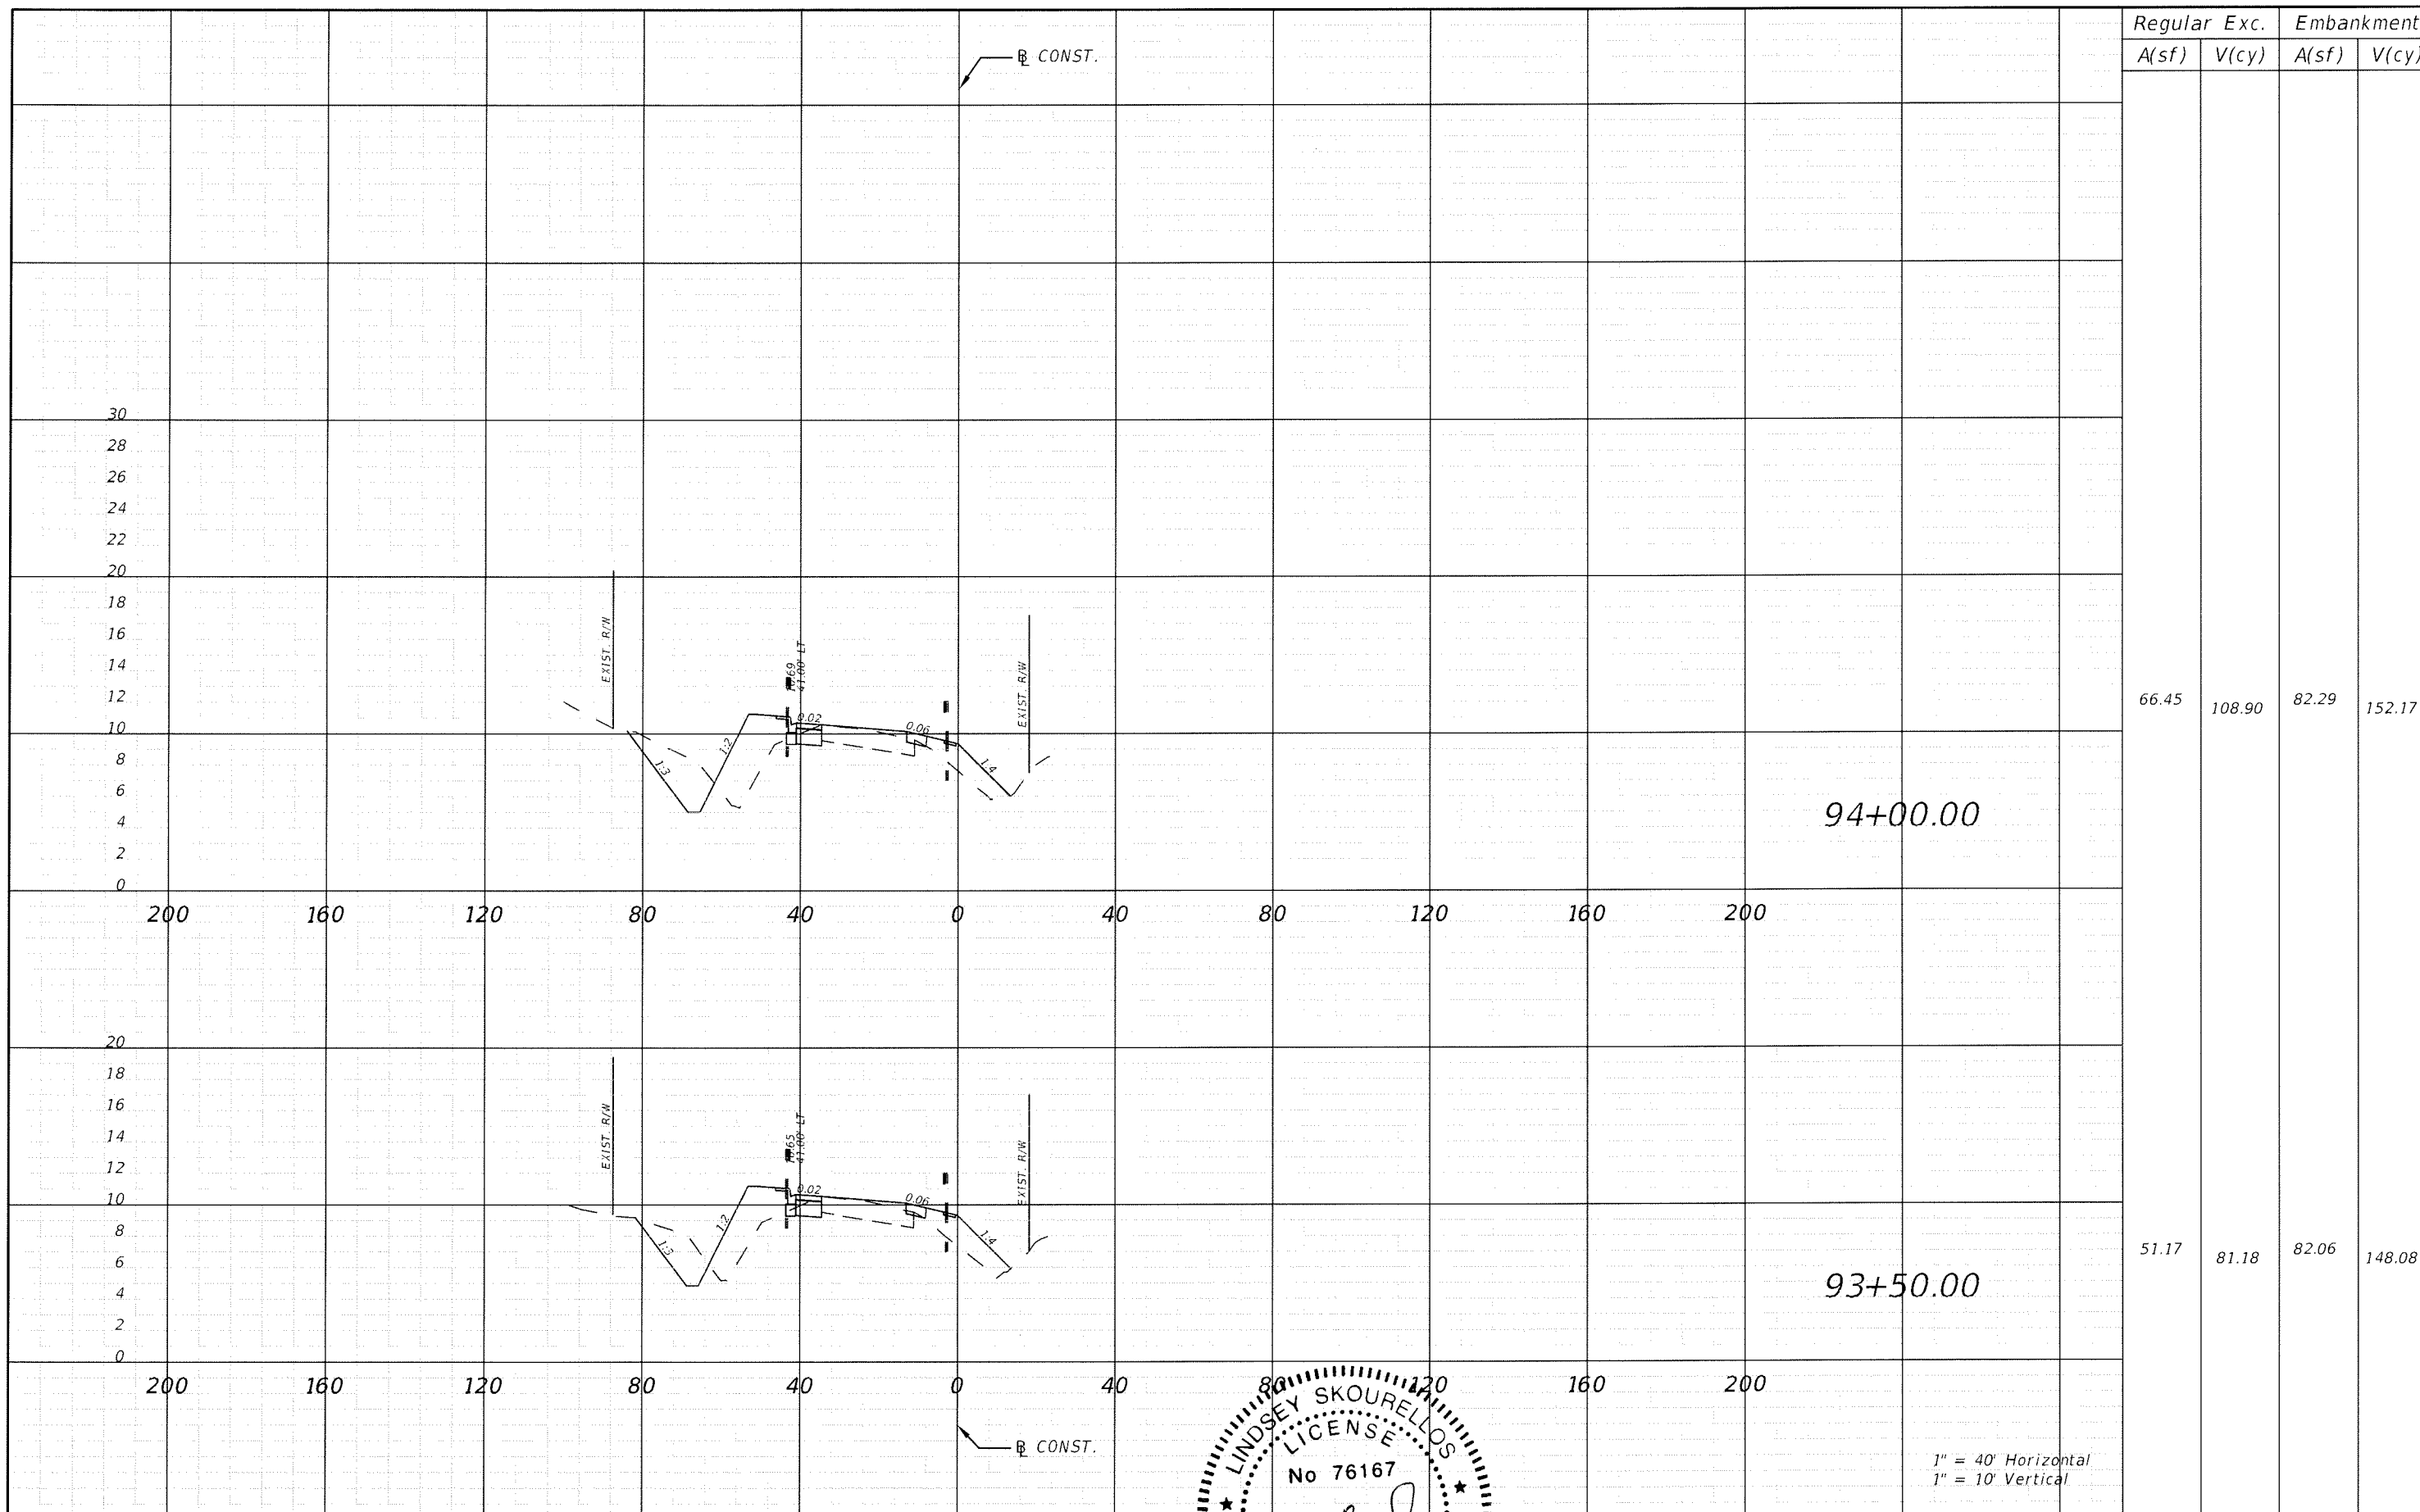 Regular Exc. Embankment
A(sf) V(cy) A(sf) V(cy)
BL CONST.
30
28
26
24
22
20
18
16
14
12
10
8
6
4
2
0
EXIST. R/W
10.69
41.00' LT
EXIST. R/W
0.02
0.06
1:3
1:2
1:4
66.45 108.90 82.29 152.17
94+00.00
200 160 120 80 40 0 40 80 120 160 200
20
18
16
14
12
10
8
6
4
2
0
EXIST. R/W
10.65
41.00' LT
EXIST. R/W
0.02
0.06
1:3
1:2
1:4
51.17 81.18 82.06 148.08
93+50.00
200 160 120 80 40 0 40 80 120 160 200
BL CONST.
LINDSEY SKOURELLOS
LICENSE
No 76167
1" = 40' Horizontal
1" = 10' Vertical